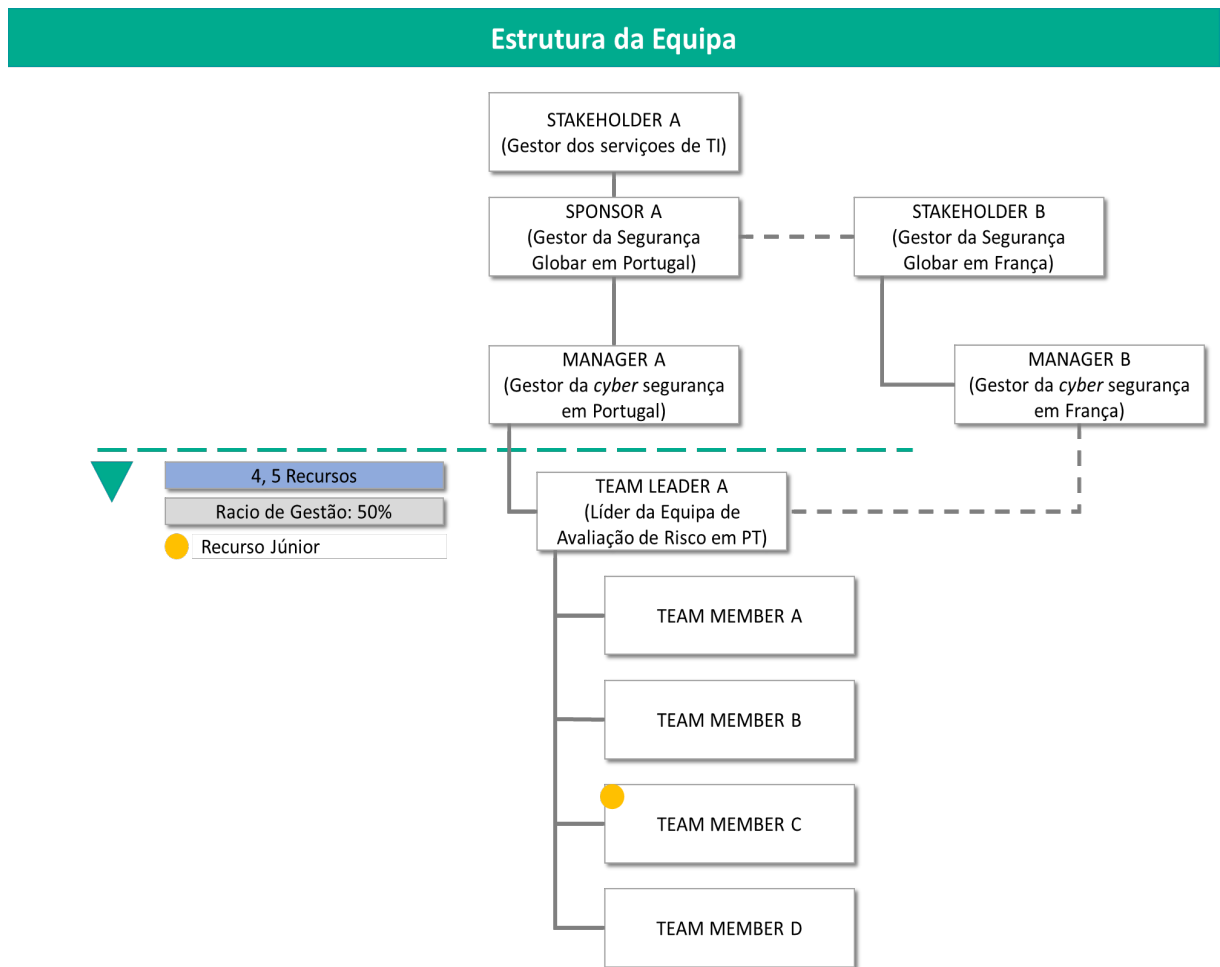 Estrutura da Equipa
STAKEHOLDER A
(Gestor dos serviçoes de TI)
SPONSOR A
(Gestor da Segurança
Globar em Portugal)
STAKEHOLDER B
(Gestor da Segurança
Globar em França)
MANAGER A
(Gestor da cyber segurança
em Portugal)
MANAGER B
(Gestor da cyber segurança
em França)
4, 5 Recursos
Racio de Gestão: 50%
Recurso Júnior
TEAM LEADER A
(Líder da Equipa de
Avaliação de Risco em PT)
TEAM MEMBER A
TEAM MEMBER B
TEAM MEMBER C
TEAM MEMBER D